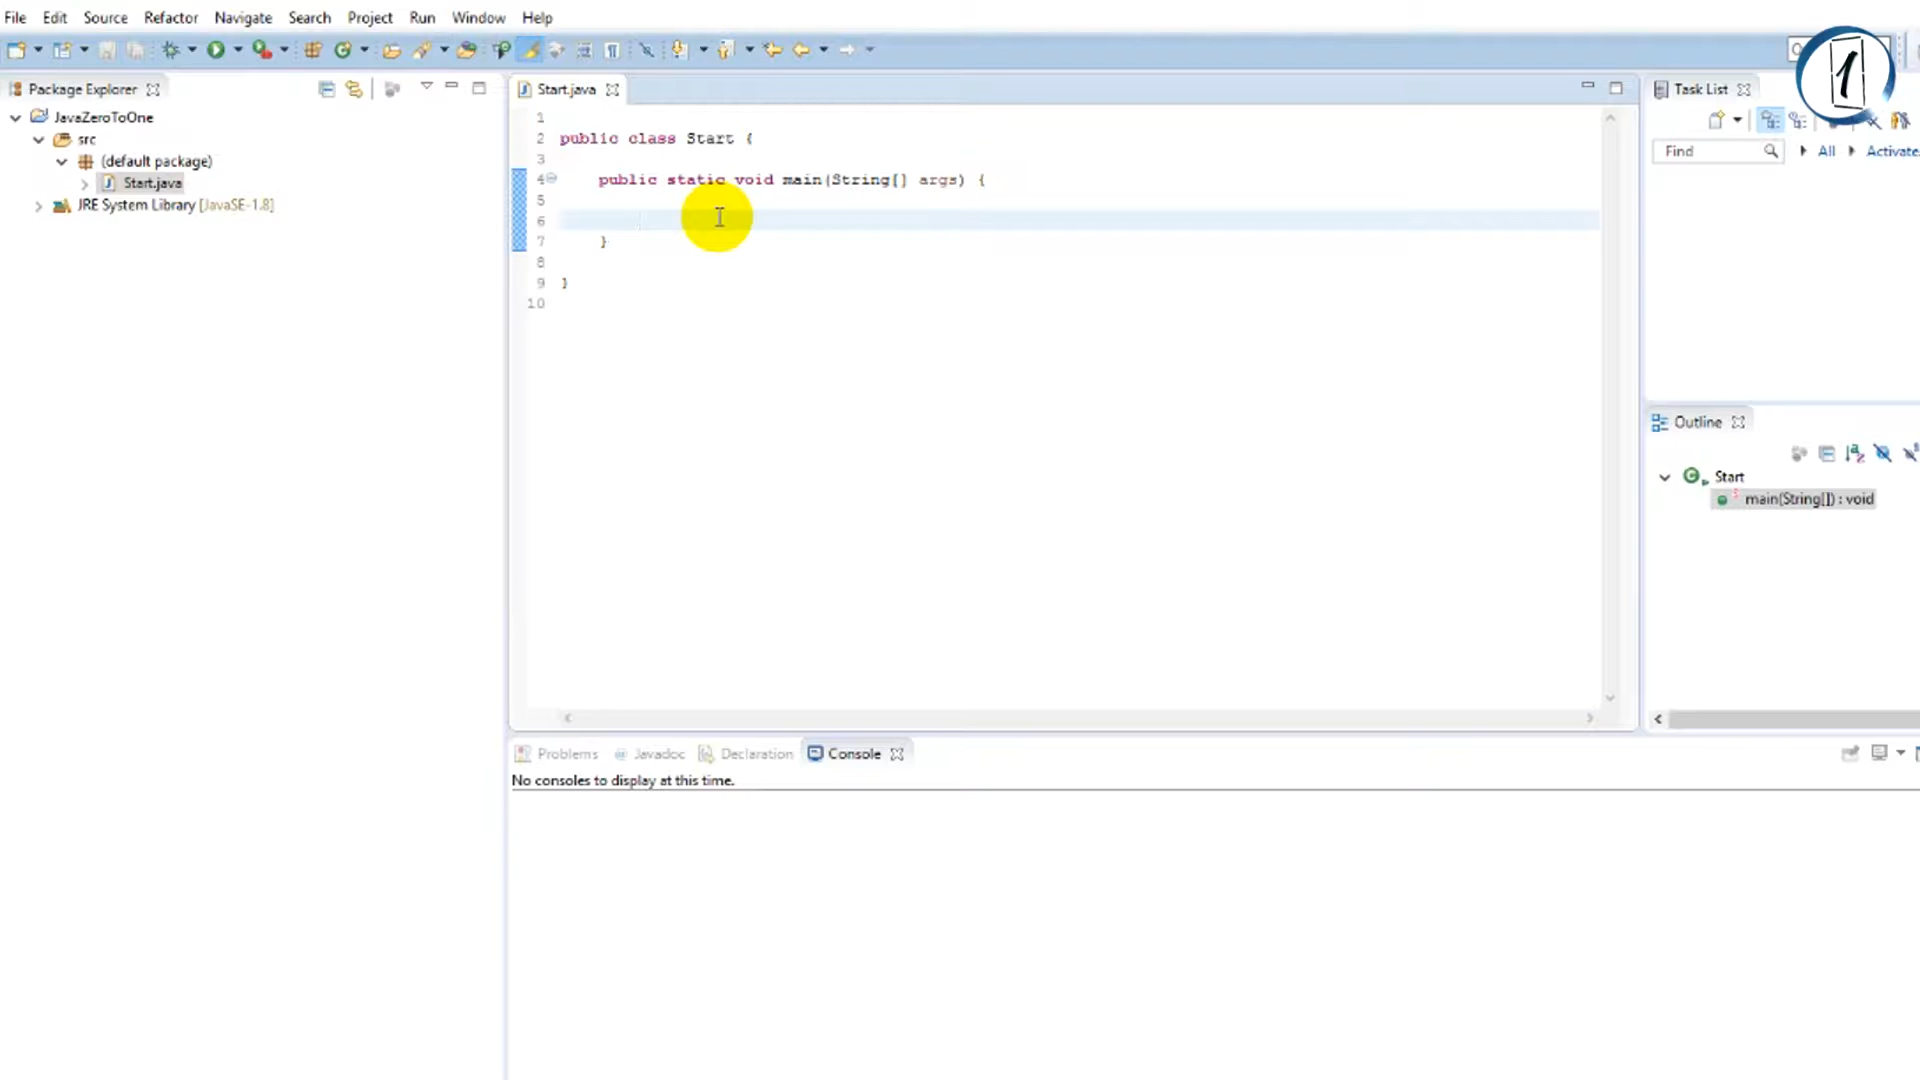 File Edit Source Refactor Navigate Search Project Run Window Help
Package Explorer
JavaZeroToOne
src
(default package)
Start.java
JRE System Library [JavaSE-1.8]
Start.java
1
2 public class Start {
3
4 public static void main(String[] args) {
5
6
7 }
8
9 }
10
Task List
Find All Activate
Outline
Start
main(String[]) : void
Problems Javadoc Declaration Console
No consoles to display at this time.
1